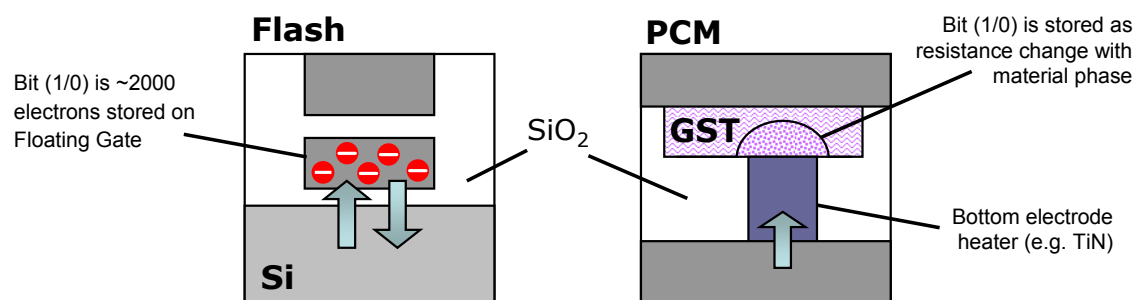 Flash
Bit (1/0) is ~2000
electrons stored on
Floating Gate
Si
SiO₂
PCM
GST
Bit (1/0) is stored as
resistance change with
material phase
Bottom electrode
heater (e.g. TiN)